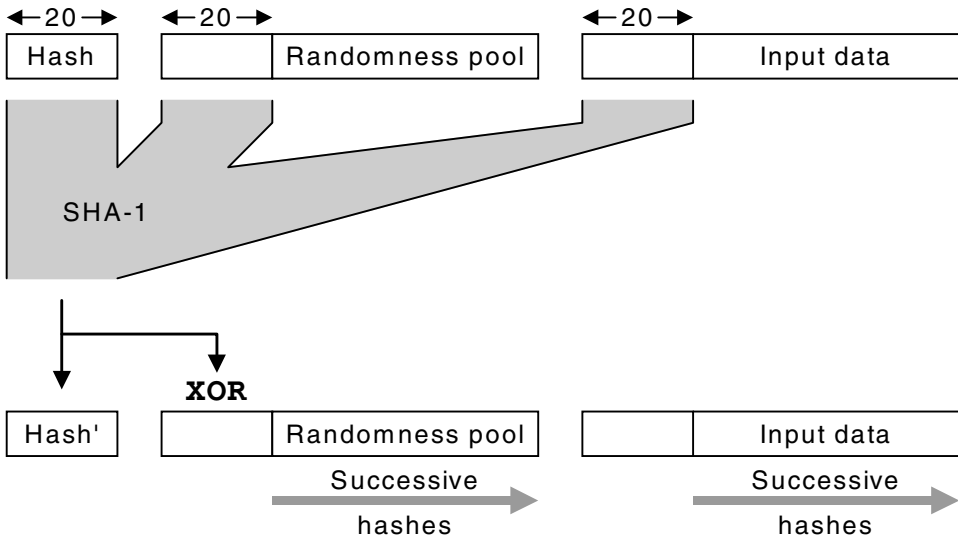 20 20 20
Hash Randomness pool Input data
SHA-1
XOR
Hash' Randomness pool Input data
Successive Successive
hashes hashes